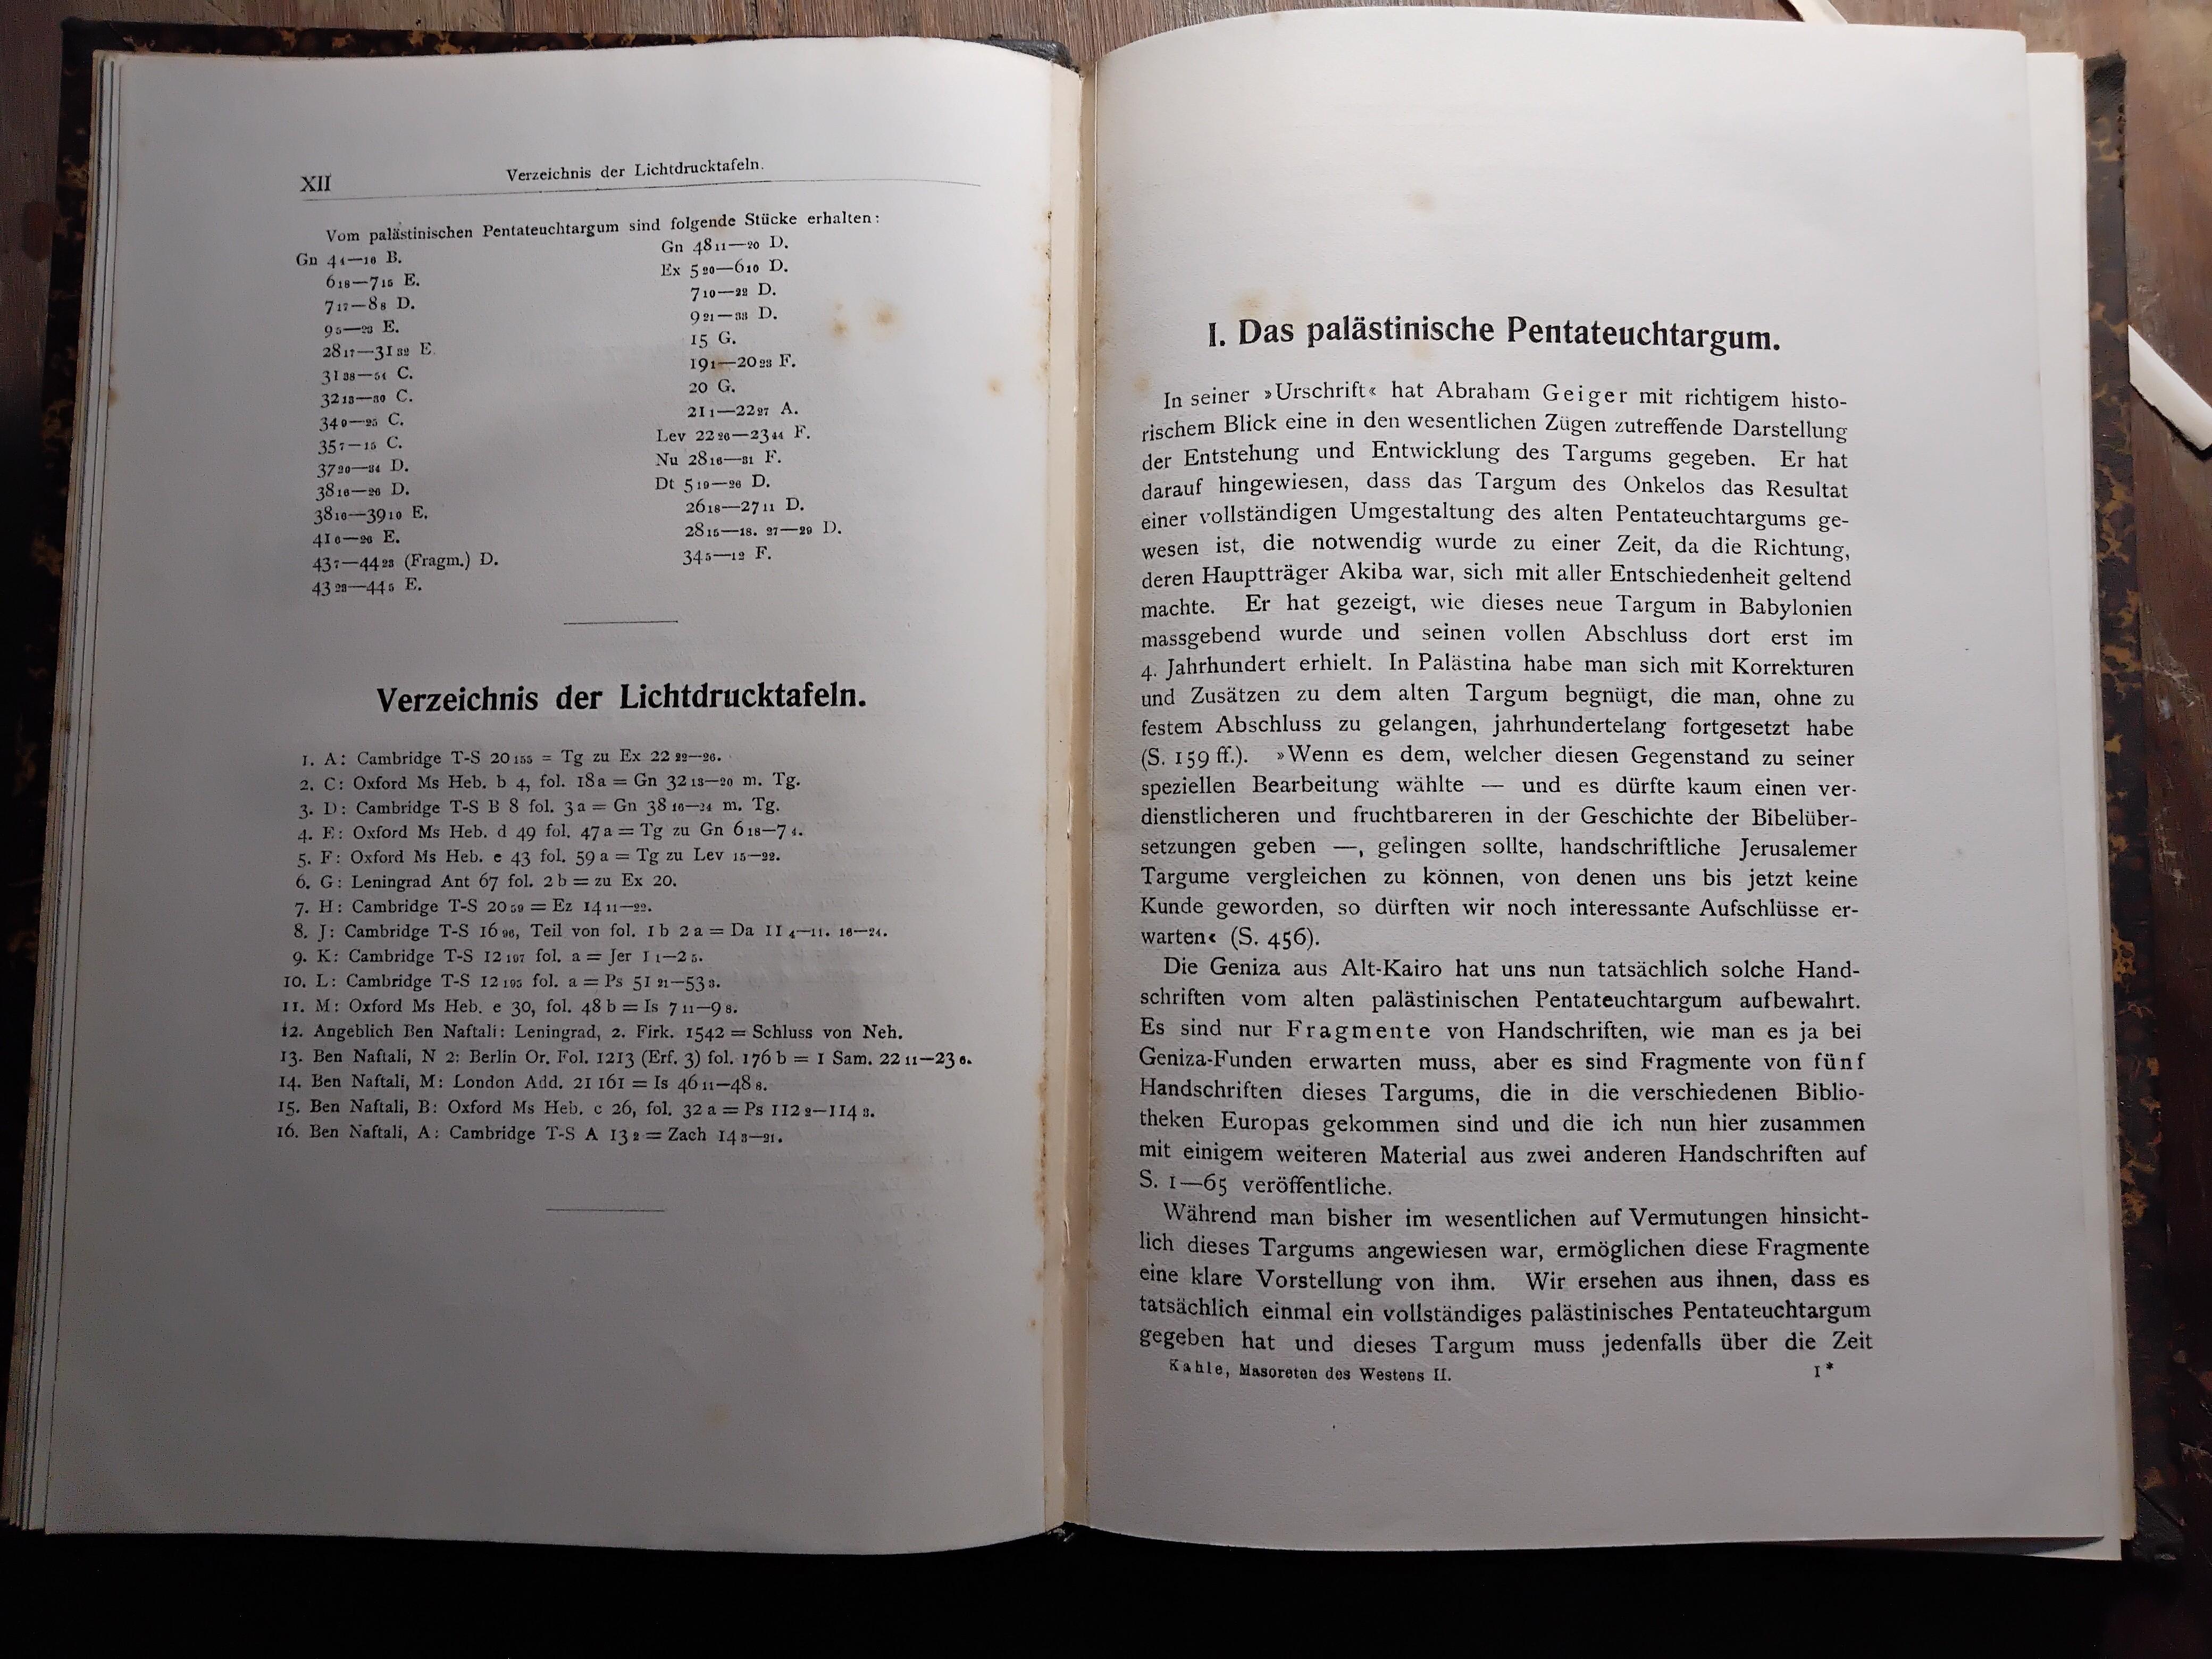 XII
Verzeichnis der Lichtdrucktafeln.
Vom palästinischen Pentateuchtargum sind folgende Stücke erhalten:
Gn 4 4—16 B.
6 18—7 15 E.
7 17—8 8 D.
9 5—23 E.
28 17—31 32 E.
31 38—54 C.
32 13—30 C.
34 9—25 C.
35 7—15 C.
37 20—34 D.
38 16—26 D.
38 16—39 10 E.
41 6—26 E.
43 7—44 23 (Fragm.) D.
43 23—44 5 E.
Gn 48 11—20 D.
Ex 5 20—6 10 D.
7 10—22 D.
9 21—33 D.
15 G.
19 1—20 23 F.
20 G.
21 1—22 27 A.
Lev 22 26—23 44 F.
Nu 28 16—31 F.
Dt 5 19—26 D.
26 18—27 11 D.
28 15—18. 27—29 D.
34 5—12 F.
Verzeichnis der Lichtdrucktafeln.
1. A: Cambridge T-S 20 155 = Tg zu Ex 22 22—26.
2. C: Oxford Ms Heb. b 4, fol. 18a = Gn 32 13—20 m. Tg.
3. D: Cambridge T-S B 8 fol. 3a = Gn 38 16—24 m. Tg.
4. E: Oxford Ms Heb. d 49 fol. 47a = Tg zu Gn 6 18—7 4.
5. F: Oxford Ms Heb. e 43 fol. 59a = Tg zu Lev 15—22.
6. G: Leningrad Ant 67 fol. 2b = zu Ex 20.
7. H: Cambridge T-S 20 59 = Ez 14 11—22.
8. J: Cambridge T-S 16 96, Teil von fol. 1b 2a = Da 11 4—11. 16—24.
9. K: Cambridge T-S 12 197 fol. a = Jer 1 1—2 5.
10. L: Cambridge T-S 12 195 fol. a = Ps 51 21—53 3.
11. M: Oxford Ms Heb. e 30, fol. 48b = Is 7 11—9 8.
12. Angeblich Ben Naftali: Leningrad, 2. Firk. 1542 = Schluss von Neh.
13. Ben Naftali, N 2: Berlin Or. Fol. 1213 (Erf. 3) fol. 176b = 1 Sam. 22 11—23 6.
14. Ben Naftali, M: London Add. 21 161 = Is 46 11—48 8.
15. Ben Naftali, B: Oxford Ms Heb. c 26, fol. 32a = Ps 112 2—114 3.
16. Ben Naftali, A: Cambridge T-S A 13 2 = Zach 14 3—21.
I. Das palästinische Pentateuchtargum.
In seiner »Urschrift« hat Abraham Geiger mit richtigem histo-
rischem Blick eine in den wesentlichen Zügen zutreffende Darstellung
der Entstehung und Entwicklung des Targums gegeben. Er hat
darauf hingewiesen, dass das Targum des Onkelos das Resultat
einer vollständigen Umgestaltung des alten Pentateuchtargums ge-
wesen ist, die notwendig wurde zu einer Zeit, da die Richtung,
deren Hauptträger Akiba war, sich mit aller Entschiedenheit geltend
machte. Er hat gezeigt, wie dieses neue Targum in Babylonien
massgebend wurde und seinen vollen Abschluss dort erst im
4. Jahrhundert erhielt. In Palästina habe man sich mit Korrekturen
und Zusätzen zu dem alten Targum begnügt, die man, ohne zu
festem Abschluss zu gelangen, jahrhundertelang fortgesetzt habe
(S. 159 ff.). »Wenn es dem, welcher diesen Gegenstand zu seiner
speziellen Bearbeitung wählte — und es dürfte kaum einen ver-
dienstlicheren und fruchtbareren in der Geschichte der Bibelüber-
setzungen geben —, gelingen sollte, handschriftliche Jerusalemer
Targume vergleichen zu können, von denen uns bis jetzt keine
Kunde geworden, so dürften wir noch interessante Aufschlüsse er-
warten« (S. 456).
Die Geniza aus Alt-Kairo hat uns nun tatsächlich solche Hand-
schriften vom alten palästinischen Pentateuchtargum aufbewahrt.
Es sind nur Fragmente von Handschriften, wie man es ja bei
Geniza-Funden erwarten muss, aber es sind Fragmente von fünf
Handschriften dieses Targums, die in die verschiedenen Biblio-
theken Europas gekommen sind und die ich nun hier zusammen
mit einigem weiteren Material aus zwei anderen Handschriften auf
S. 1—65 veröffentliche.
Während man bisher im wesentlichen auf Vermutungen hinsicht-
lich dieses Targums angewiesen war, ermöglichen diese Fragmente
eine klare Vorstellung von ihm. Wir ersehen aus ihnen, dass es
tatsächlich einmal ein vollständiges palästinisches Pentateuchtargum
gegeben hat und dieses Targum muss jedenfalls über die Zeit
Kahle, Masoreten des Westens II.
1*